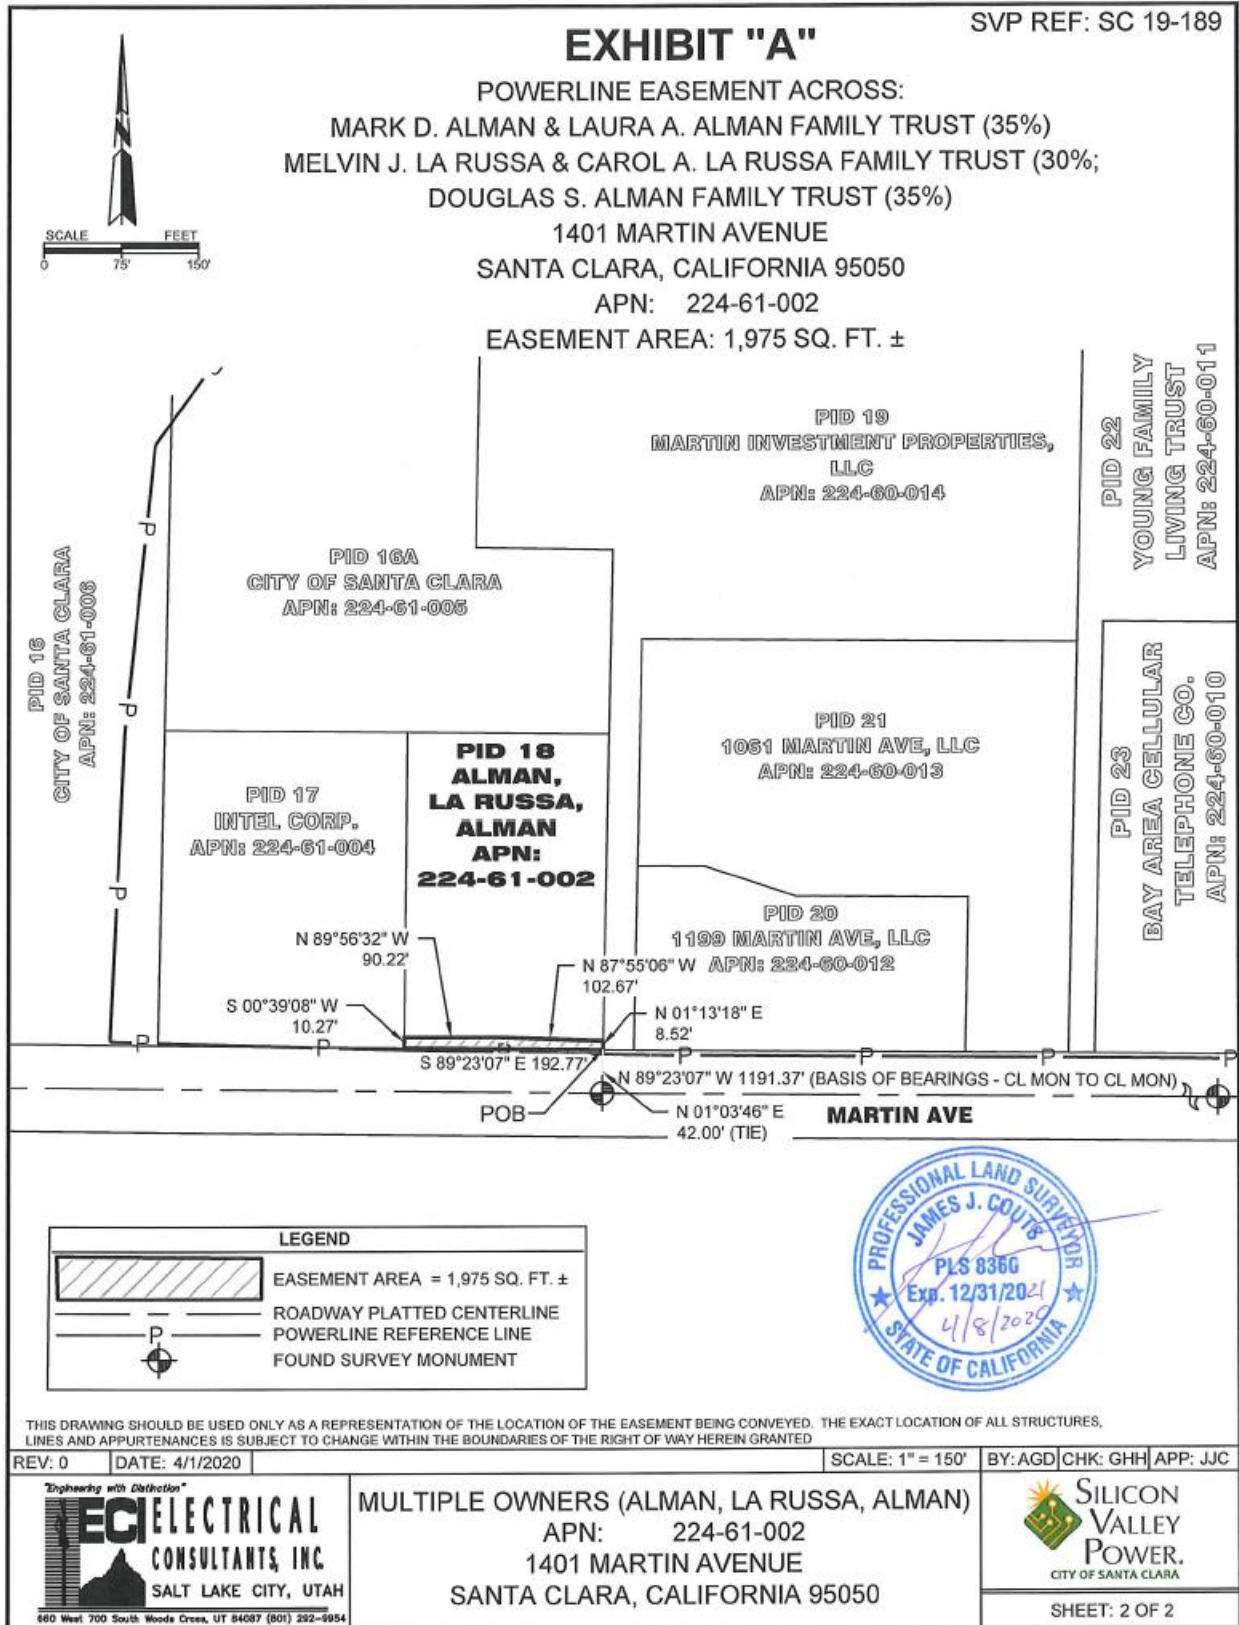 SVP REF: SC 19-189
EXHIBIT "A"
POWERLINE EASEMENT ACROSS:
MARK D. ALMAN & LAURA A. ALMAN FAMILY TRUST (35%)
MELVIN J. LA RUSSA & CAROL A. LA RUSSA FAMILY TRUST (30%;
DOUGLAS S. ALMAN FAMILY TRUST (35%)
1401 MARTIN AVENUE
SANTA CLARA, CALIFORNIA 95050
APN: 224-61-002
EASEMENT AREA: 1,975 SQ. FT. ±
N
SCALE FEET
0 75' 150'
PID 16
CITY OF SANTA CLARA
APN: 224-61-006
PID 16A
CITY OF SANTA CLARA
APN: 224-61-005
PID 19
MARTIN INVESTMENT PROPERTIES,
LLC
APN: 224-60-014
PID 22
YOUNG FAMILY
LIVING TRUST
APN: 224-60-011
PID 17
INTEL CORP.
APN: 224-61-004
PID 18
ALMAN,
LA RUSSA,
ALMAN
APN:
224-61-002
PID 21
1061 MARTIN AVE, LLC
APN: 224-60-013
PID 23
BAY AREA CELLULAR
TELEPHONE CO.
APN: 224-60-010
PID 20
1199 MARTIN AVE, LLC
APN: 224-60-012
P
P
P
N 89°56'32" W
90.22'
N 87°55'06" W
102.67'
S 00°39'08" W
10.27'
N 01°13'18" E
8.52'
P P P P P P
S 89°23'07" E 192.77'
N 89°23'07" W 1191.37' (BASIS OF BEARINGS - CL MON TO CL MON)
POB
N 01°03'46" E
42.00' (TIE)
MARTIN AVE
PROFESSIONAL LAND SURVEYOR
JAMES J. COUTS
PLS 8360
Exp. 12/31/2021
4/8/2020
STATE OF CALIFORNIA
LEGEND
EASEMENT AREA = 1,975 SQ. FT. ±
ROADWAY PLATTED CENTERLINE
P POWERLINE REFERENCE LINE
FOUND SURVEY MONUMENT
THIS DRAWING SHOULD BE USED ONLY AS A REPRESENTATION OF THE LOCATION OF THE EASEMENT BEING CONVEYED. THE EXACT LOCATION OF ALL STRUCTURES,
LINES AND APPURTENANCES IS SUBJECT TO CHANGE WITHIN THE BOUNDARIES OF THE RIGHT OF WAY HEREIN GRANTED
REV: 0 DATE: 4/1/2020 SCALE: 1" = 150' BY: AGD CHK: GHH APP: JJC
"Engineering with Distinction"
ECI ELECTRICAL
CONSULTANTS, INC.
SALT LAKE CITY, UTAH
660 West 700 South Woods Cross, UT 84087 (801) 292-9954
MULTIPLE OWNERS (ALMAN, LA RUSSA, ALMAN)
APN: 224-61-002
1401 MARTIN AVENUE
SANTA CLARA, CALIFORNIA 95050
SILICON
VALLEY
POWER.
CITY OF SANTA CLARA
SHEET: 2 OF 2